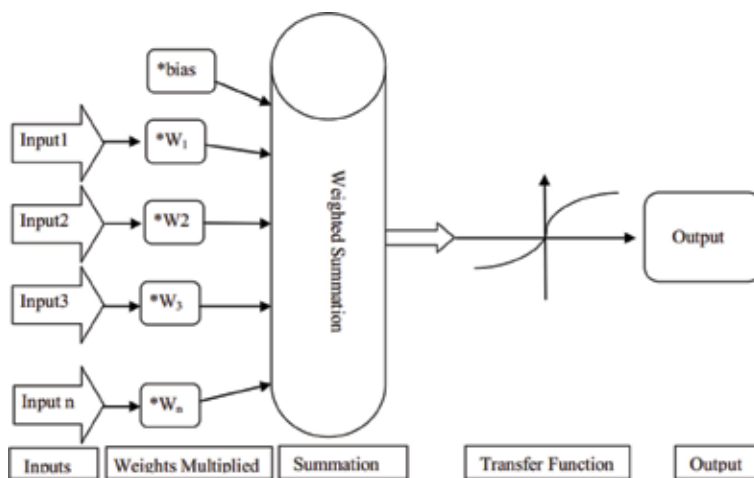 *bias
Input1
*W₁
Input2
*W2
Input3
*W₃
Input n
*Wₙ
Weighted Summation
Output
Inputs
Weights Multiplied
Summation
Transfer Function
Output